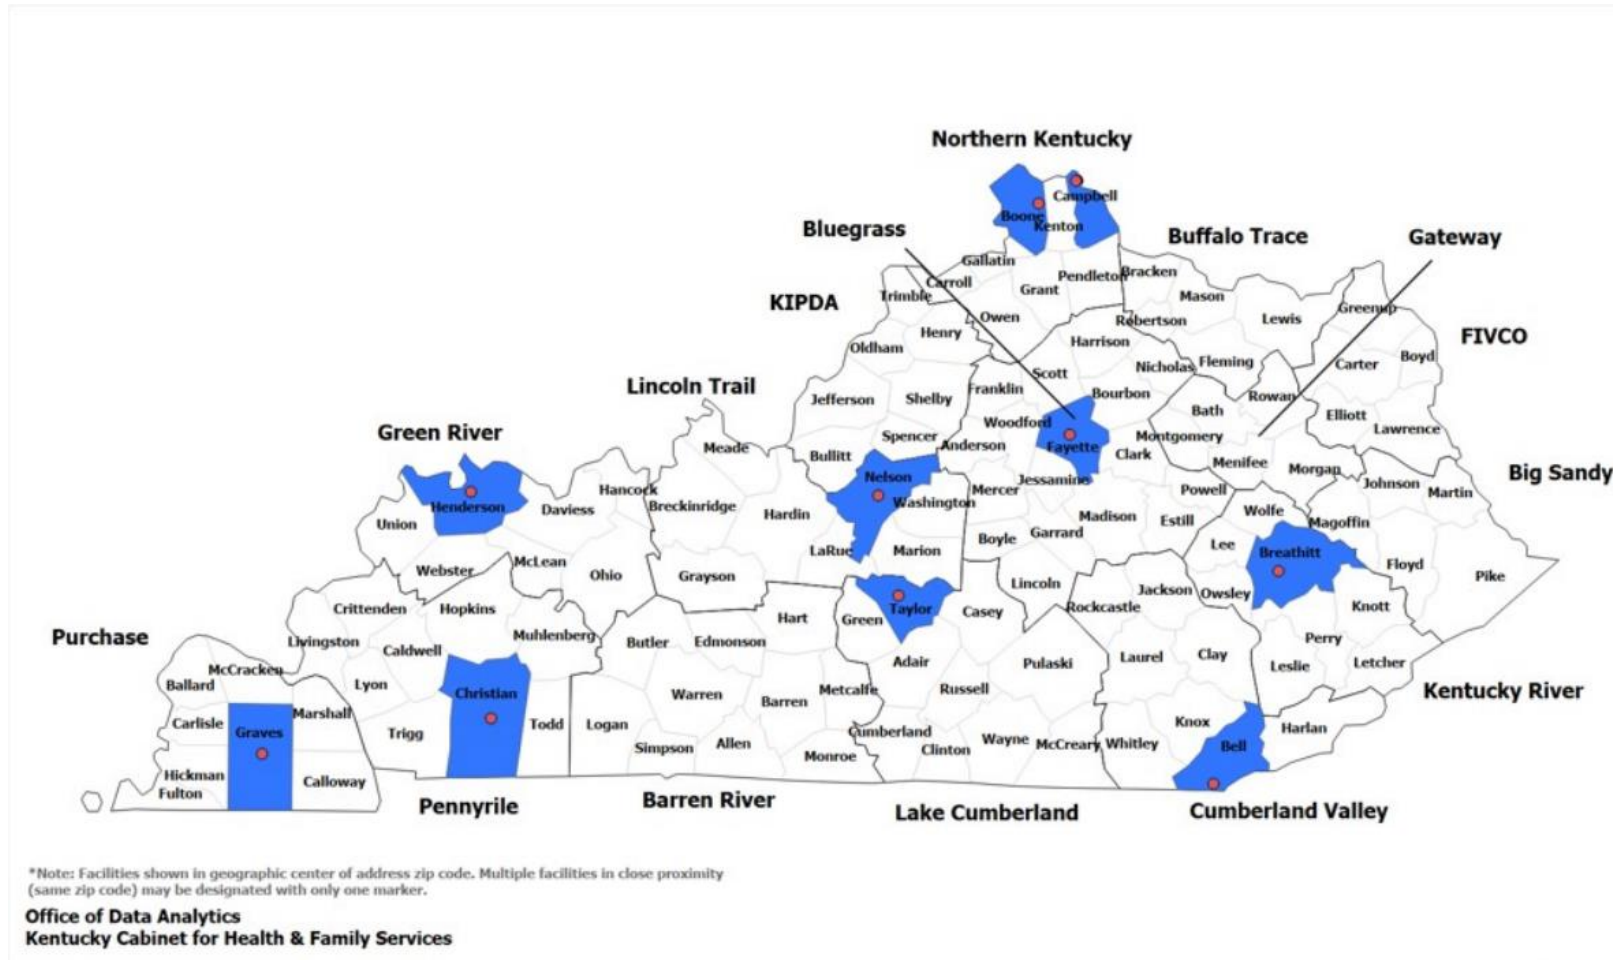 Northern Kentucky
Campbell
Boone
Kenton
Bluegrass
Buffalo Trace
Gateway
Gallatin
Pendleton
Bracken
Carroll
Grant
Trimble
Mason
KIPDA
Greenup
Owen
Robertson
Lewis
Henry
FIVCO
Harrison
Oldham
Boyd
Nicholas
Fleming
Carter
Scott
Lincoln Trail
Franklin
Bourbon
Rowan
Jefferson
Shelby
Bath
Elliott
Woodford
Lawrence
Green River
Spencer
Montgomery
Anderson
Fayette
Meade
Bullitt
Clark
Menifee
Morgan
Big Sandy
Nelson
Jessamine
Johnson
Hancock
Mercer
Powell
Martin
Henderson
Breckinridge
Washington
Daviess
Hardin
Wolfe
Union
Madison
Estill
Magoffin
Garrard
Boyle
Lee
LaRue
Marion
Breathitt
McLean
Floyd
Webster
Ohio
Grayson
Pike
Lincoln
Jackson
Owsley
Crittenden
Hopkins
Taylor
Casey
Rockcastle
Knott
Hart
Green
Purchase
Muhlenberg
Livingston
Butler
Edmonson
Perry
Caldwell
Adair
Pulaski
Laurel
Clay
Leslie
Letcher
McCracken
Ballard
Lyon
Christian
Warren
Metcalfe
Russell
Kentucky River
Barren
Marshall
Carlisle
Todd
Logan
Knox
Harlan
Graves
Trigg
Cumberland
Simpson
Allen
Clinton
Wayne
McCreary
Whitley
Bell
Monroe
Hickman
Calloway
Fulton
Pennyrile
Barren River
Lake Cumberland
Cumberland Valley
*Note: Facilities shown in geographic center of address zip code. Multiple facilities in close proximity
(same zip code) may be designated with only one marker.
Office of Data Analytics
Kentucky Cabinet for Health & Family Services